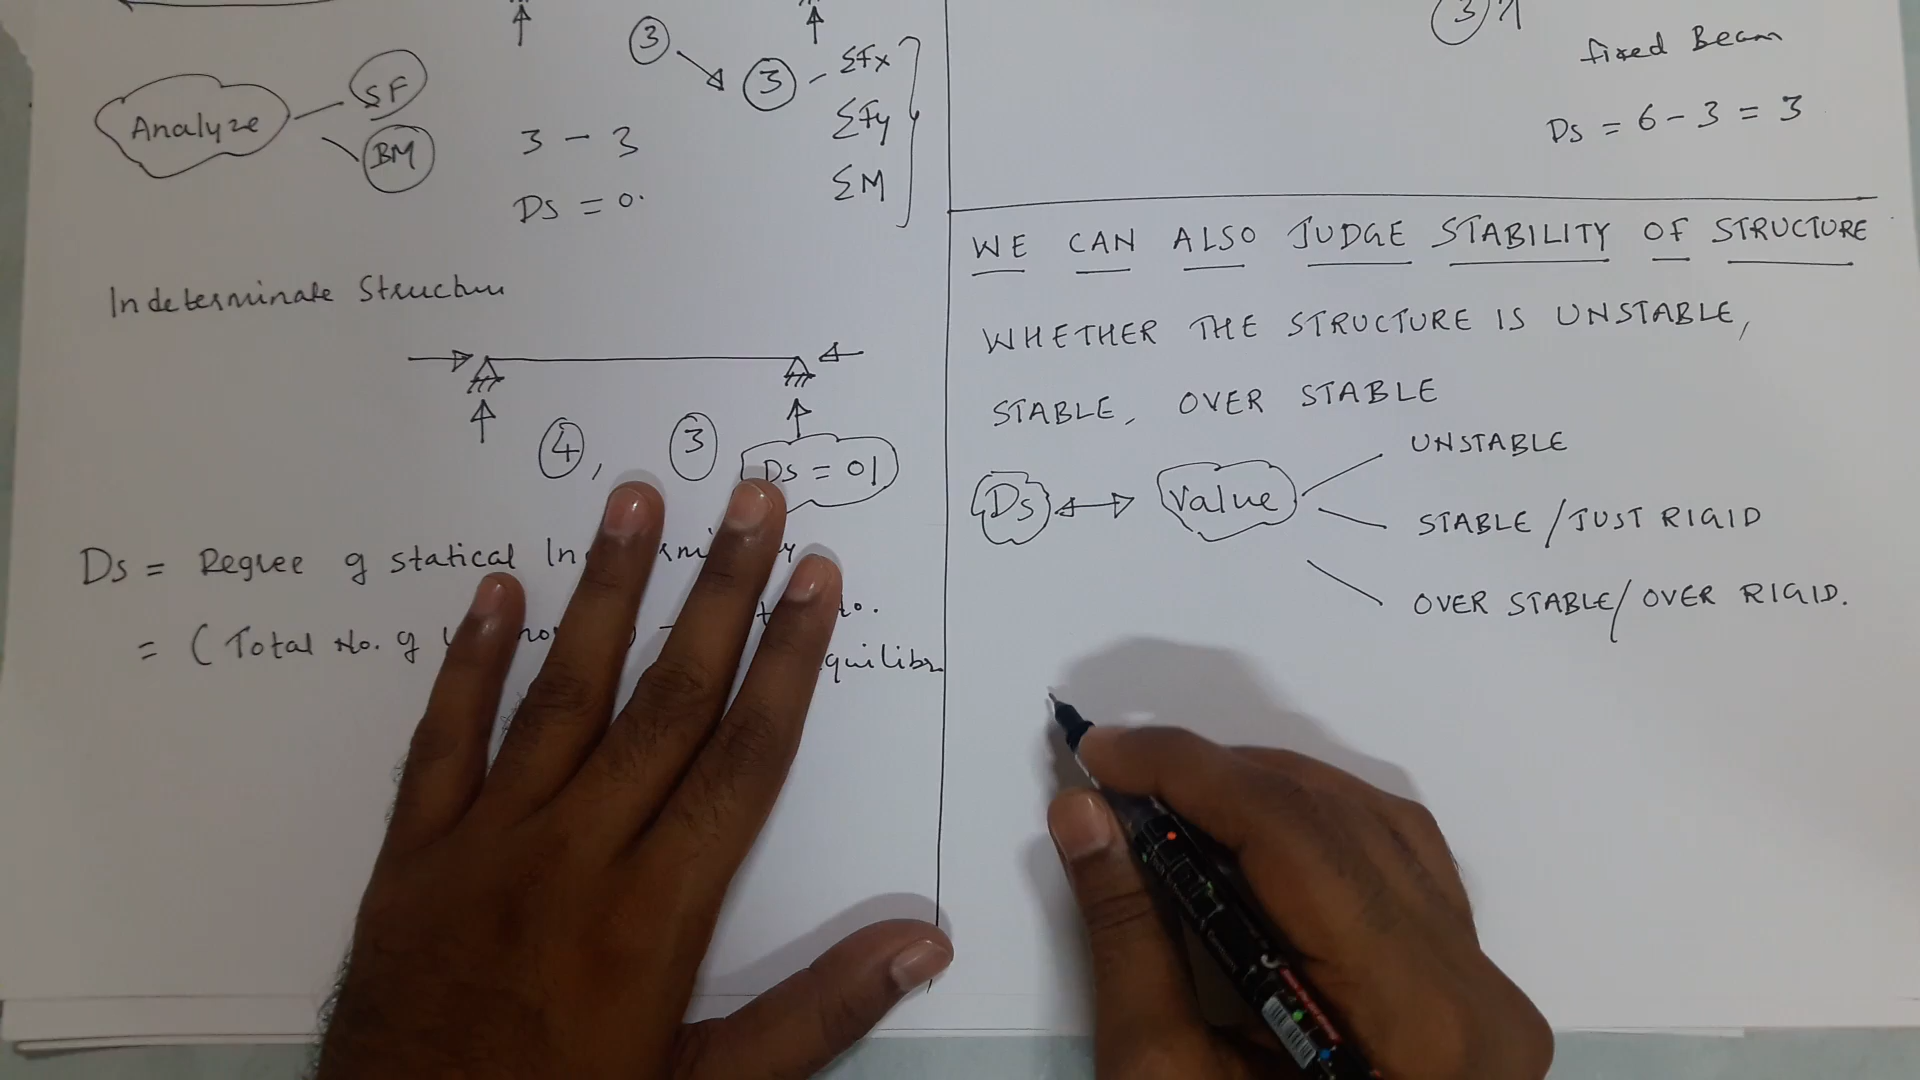 3
Analyze
SF
BM
3 → 3 - ΣFx
ΣFy
ΣM
3 - 3
Ds = 0.
Indeterminate Structure
4, 3
Ds = 01
Ds = Degree of statical
= (Total No. of
fixed Beam
Ds = 6 - 3 = 3
WE CAN ALSO JUDGE STABILITY OF STRUCTURE
WHETHER THE STRUCTURE IS UNSTABLE,
STABLE, OVER STABLE
Ds ↔ Value
UNSTABLE
STABLE / JUST RIGID
OVER STABLE / OVER RIGID.